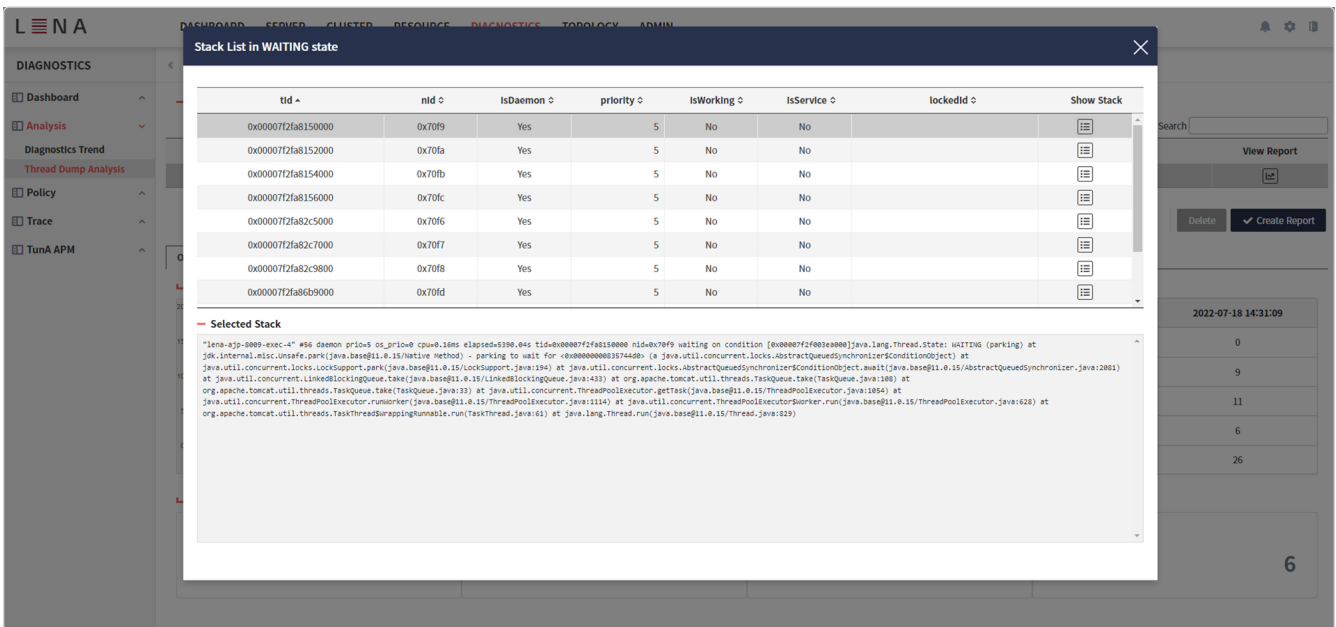 LENA
DASHBOARD SERVER CLUSTER RESOURCE DIAGNOSTICS TOPOLOGY ADMIN
Stack List in WAITING state
DIAGNOSTICS
Dashboard
Analysis
Diagnostics Trend
Thread Dump Analysis
Policy
Trace
TunA APM
tid nid isDaemon priority isWorking isService lockedId Show Stack
0x00007f2fa8150000 0x70f9 Yes 5 No No
0x00007f2fa8152000 0x70fa Yes 5 No No
0x00007f2fa8154000 0x70fb Yes 5 No No
0x00007f2fa8156000 0x70fc Yes 5 No No
0x00007f2fa82c5000 0x70f6 Yes 5 No No
0x00007f2fa82c7000 0x70f7 Yes 5 No No
0x00007f2fa82c9800 0x70f8 Yes 5 No No
0x00007f2fa86b9000 0x70fd Yes 5 No No
Selected Stack
"lena-ajp-8009-exec-4" #56 daemon prio=5 os_prio=0 cpu=0.16ms elapsed=5390.04s tid=0x00007f2fa8150000 nid=0x70f9 waiting on condition [0x00007f2f003ea000]java.lang.Thread.State: WAITING (parking) at
jdk.internal.misc.Unsafe.park(java.base@11.0.15/Native Method) - parking to wait for <0x00000000835744d0> (a java.util.concurrent.locks.AbstractQueuedSynchronizer$ConditionObject) at
java.util.concurrent.locks.LockSupport.park(java.base@11.0.15/LockSupport.java:194) at java.util.concurrent.locks.AbstractQueuedSynchronizer$ConditionObject.await(java.base@11.0.15/AbstractQueuedSynchronizer.java:2081)
at java.util.concurrent.LinkedBlockingQueue.take(java.base@11.0.15/LinkedBlockingQueue.java:433) at org.apache.tomcat.util.threads.TaskQueue.take(TaskQueue.java:108) at
org.apache.tomcat.util.threads.TaskQueue.take(TaskQueue.java:33) at java.util.concurrent.ThreadPoolExecutor.getTask(java.base@11.0.15/ThreadPoolExecutor.java:1054) at
java.util.concurrent.ThreadPoolExecutor.runWorker(java.base@11.0.15/ThreadPoolExecutor.java:1114) at java.util.concurrent.ThreadPoolExecutor$Worker.run(java.base@11.0.15/ThreadPoolExecutor.java:628) at
org.apache.tomcat.util.threads.TaskThread$WrappingRunnable.run(TaskThread.java:61) at java.lang.Thread.run(java.base@11.0.15/Thread.java:829)
Search
View Report
Delete Create Report
2022-07-18 14:31:09
0
9
11
6
26
6